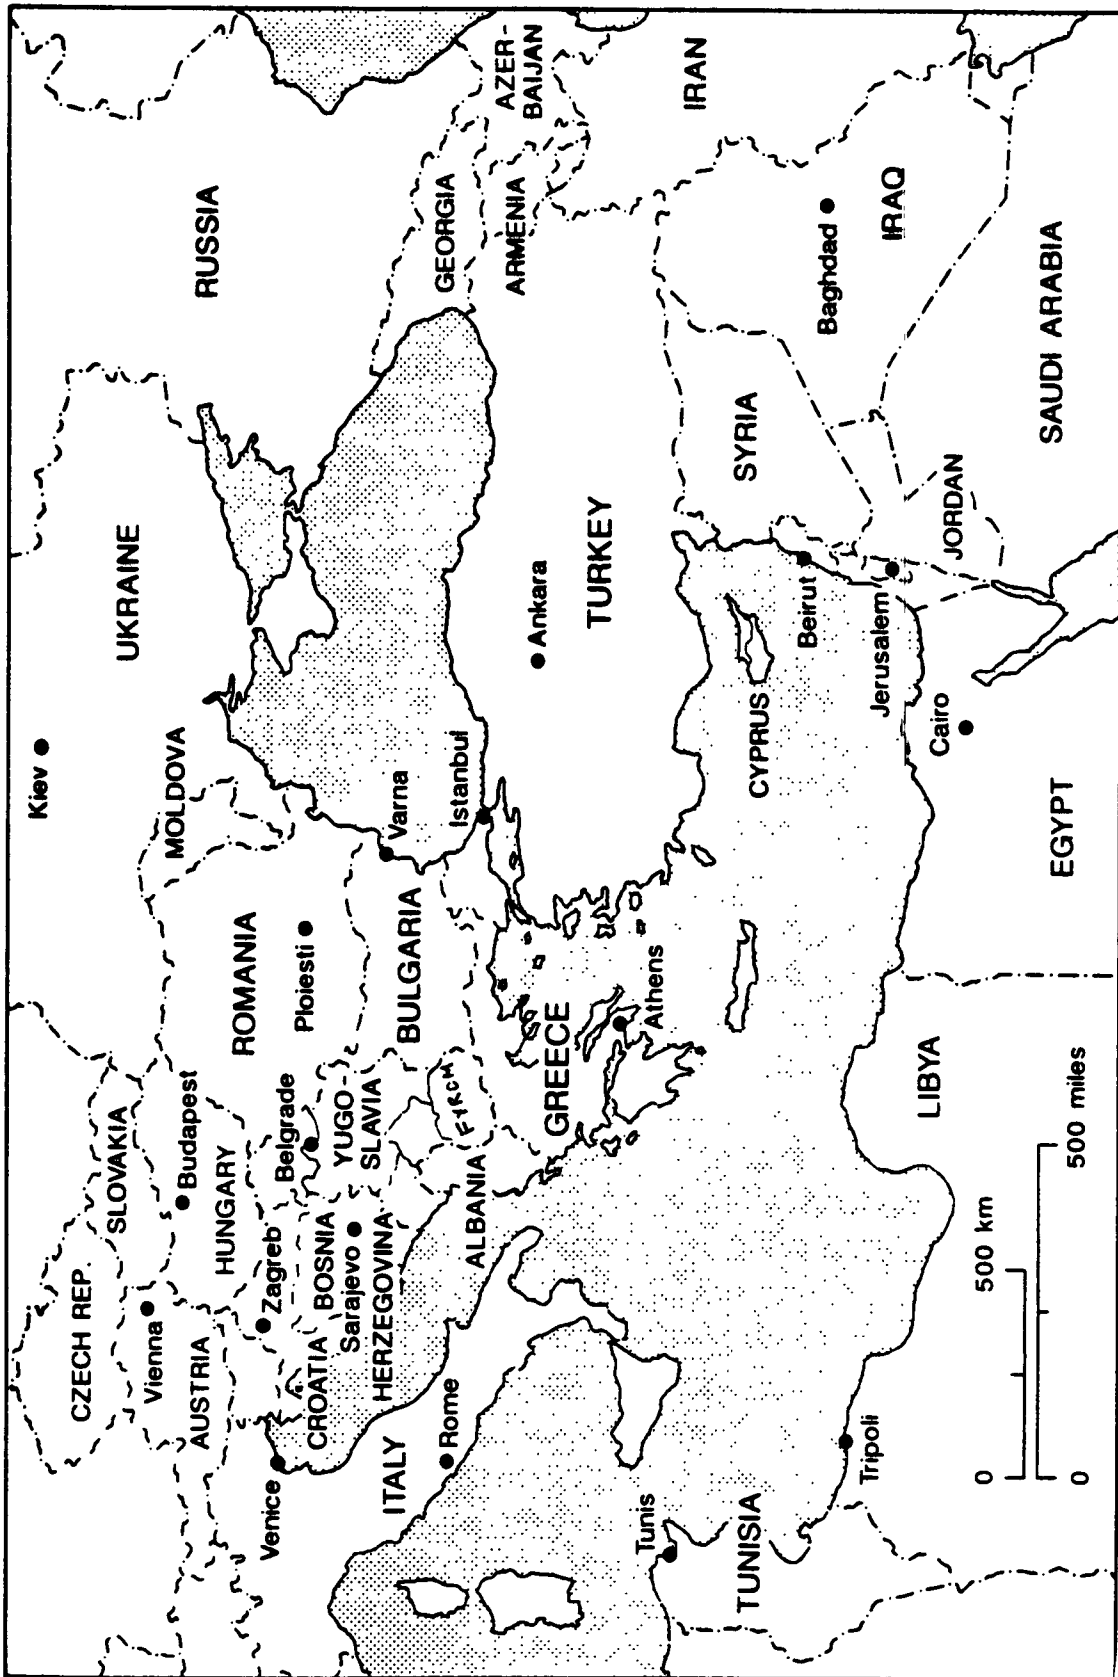 Kiev
UKRAINE
RUSSIA
CZECH REP.
SLOVAKIA
Vienna
Budapest
MOLDOVA
AUSTRIA
HUNGARY
ROMANIA
Venice
Zagreb
Belgrade
Ploiesti
CROATIA
BOSNIA
YUGO-
SLAVIA
Sarajevo
HERZEGOVINA
Varna
BULGARIA
ITALY
Rome
ALBANIA
FYRCM
Istanbul
GEORGIA
AZER-
BAIJAN
ARMENIA
GREECE
Ankara
TURKEY
Athens
Tunis
IRAN
TUNISIA
CYPRUS
SYRIA
Beirut
Baghdad
IRAQ
Tripoli
Jerusalem
LIBYA
Cairo
JORDAN
EGYPT
SAUDI ARABIA
0 500 km
0 500 miles